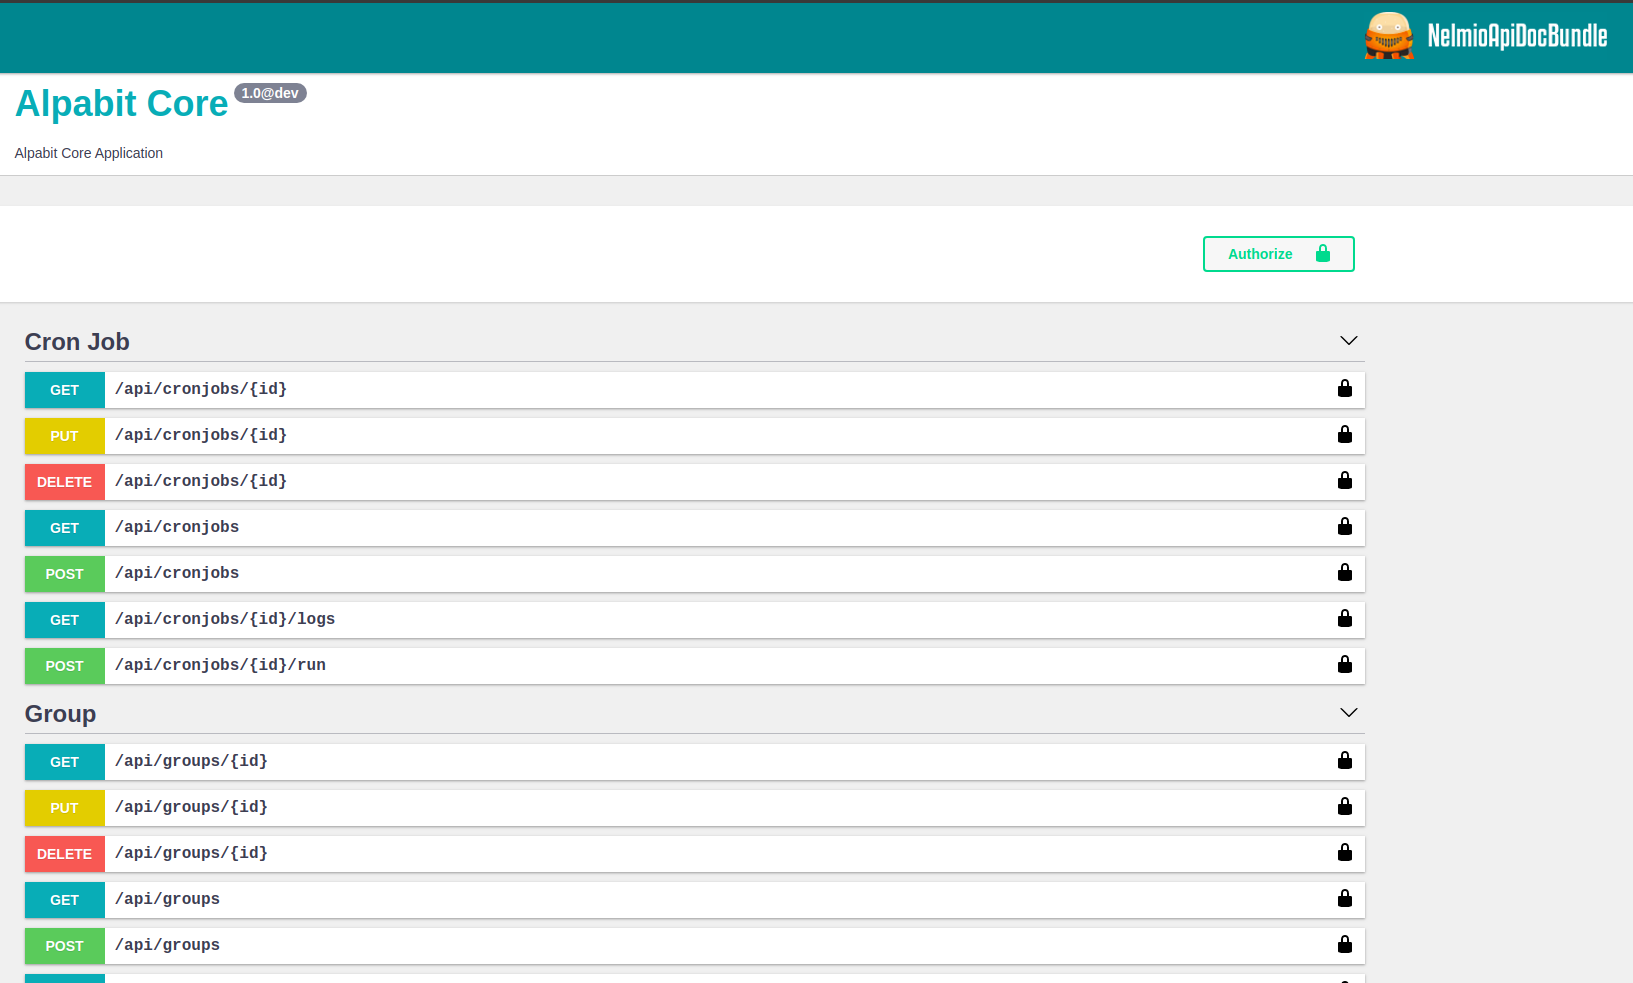 NelmioApiDocBundle
Alpabit Core 1.0@dev
Alpabit Core Application
Authorize
Cron Job
GET /api/cronjobs/{id}
PUT /api/cronjobs/{id}
DELETE /api/cronjobs/{id}
GET /api/cronjobs
POST /api/cronjobs
GET /api/cronjobs/{id}/logs
POST /api/cronjobs/{id}/run
Group
GET /api/groups/{id}
PUT /api/groups/{id}
DELETE /api/groups/{id}
GET /api/groups
POST /api/groups